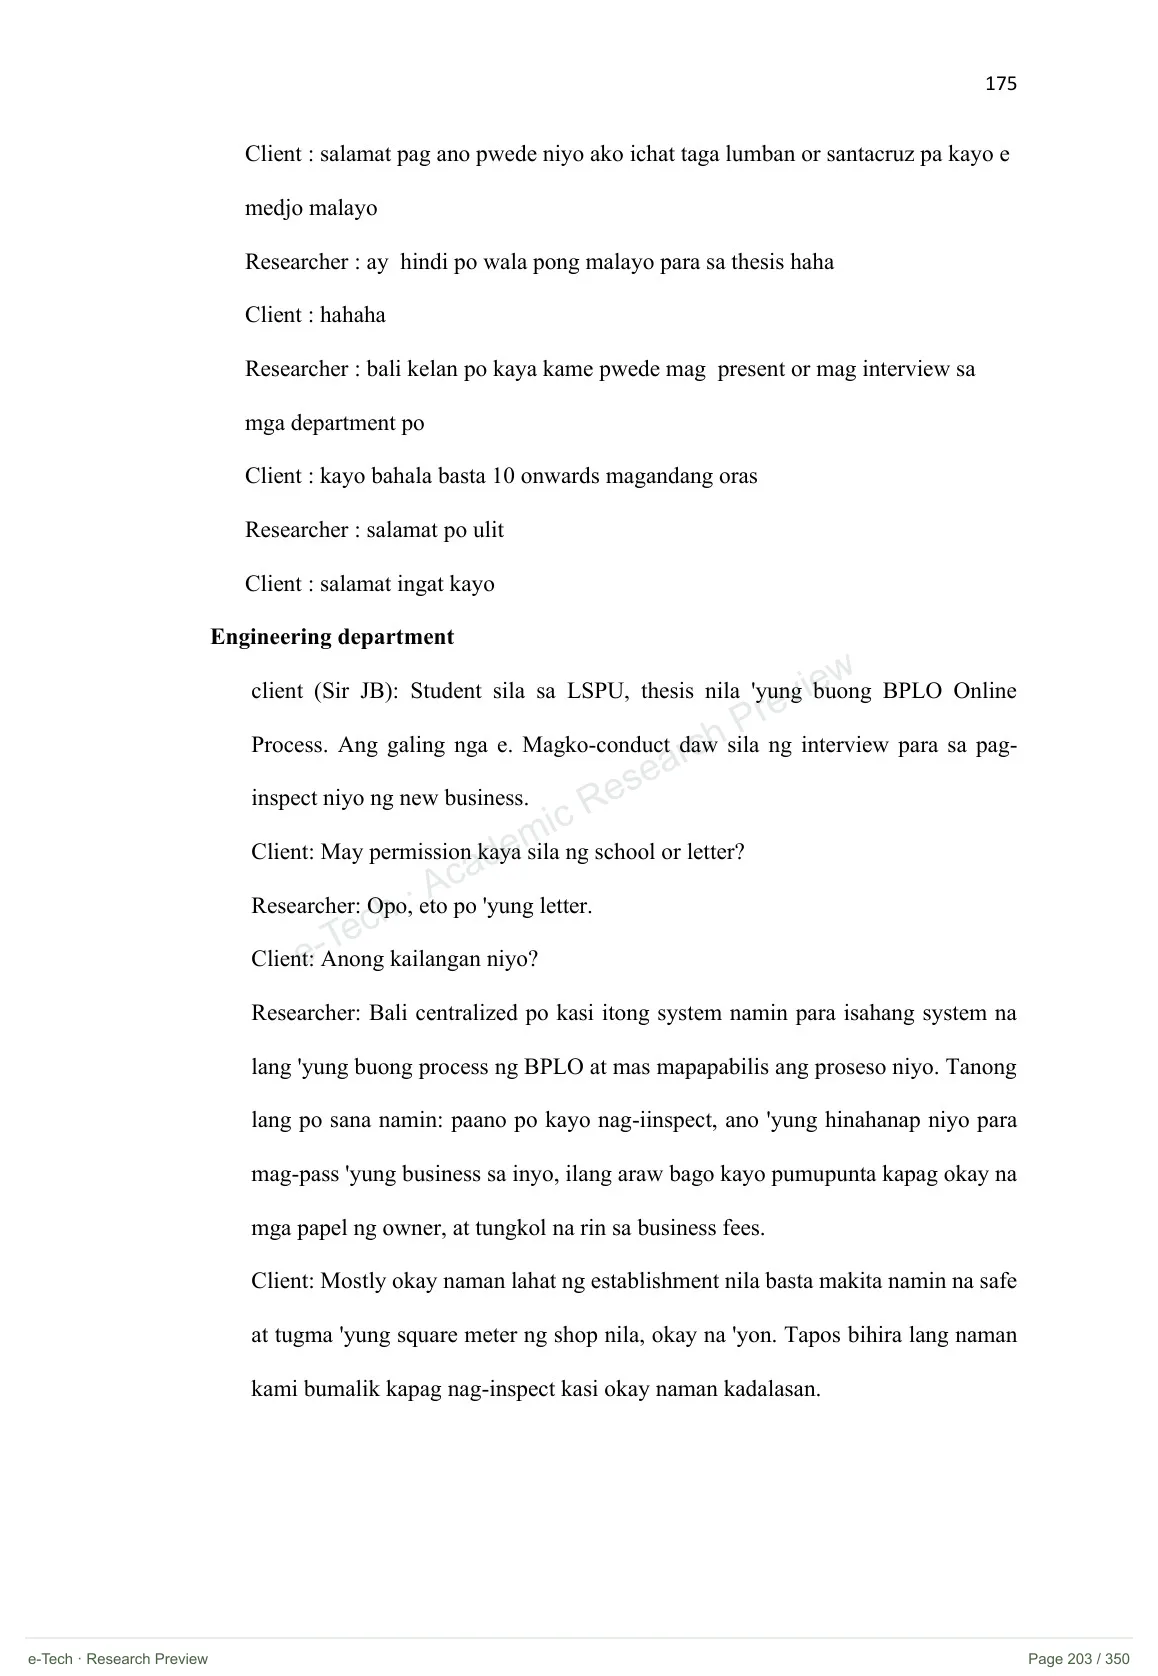 175
Client : salamat pag ano pwede niyo ako ichat taga lumban or santacruz pa kayo e
medjo malayo
Researcher : ay  hindi po wala pong malayo para sa thesis haha
Client : hahaha
Researcher : bali kelan po kaya kame pwede mag  present or mag interview sa
mga department po
Client : kayo bahala basta 10 onwards magandang oras
Researcher : salamat po ulit
Client : salamat ingat kayo
Engineering department
client (Sir JB): Student sila sa LSPU, thesis nila 'yung buong BPLO Online
Process. Ang galing nga e. Magko-conduct daw sila ng interview para sa pag-
inspect niyo ng new business.
Client: May permission kaya sila ng school or letter?
Researcher: Opo, eto po 'yung letter.
Client: Anong kailangan niyo?
Researcher: Bali centralized po kasi itong system namin para isahang system na
lang 'yung buong process ng BPLO at mas mapapabilis ang proseso niyo. Tanong
lang po sana namin: paano po kayo nag-iinspect, ano 'yung hinahanap niyo para
mag-pass 'yung business sa inyo, ilang araw bago kayo pumupunta kapag okay na
mga papel ng owner, at tungkol na rin sa business fees.
Client: Mostly okay naman lahat ng establishment nila basta makita namin na safe
at tugma 'yung square meter ng shop nila, okay na 'yon. Tapos bihira lang naman
kami bumalik kapag nag-inspect kasi okay naman kadalasan.
e-Tech : Academic Research Preview
e-Tech · Research Preview
Page 203 / 350